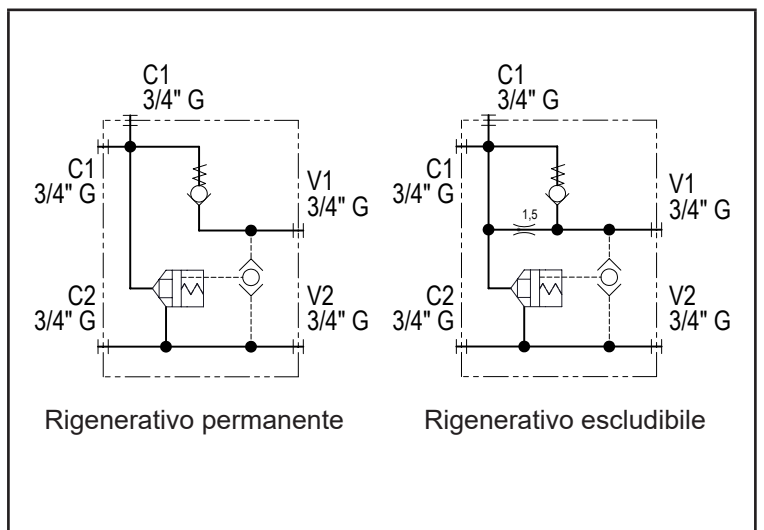 C1
3/4" G
C1
3/4" G
V1
3/4" G
C2
3/4" G
V2
3/4" G
Rigenerativo permanente
C1
3/4" G
C1
3/4" G
1,5
V1
3/4" G
C2
3/4" G
V2
3/4" G
Rigenerativo escludibile